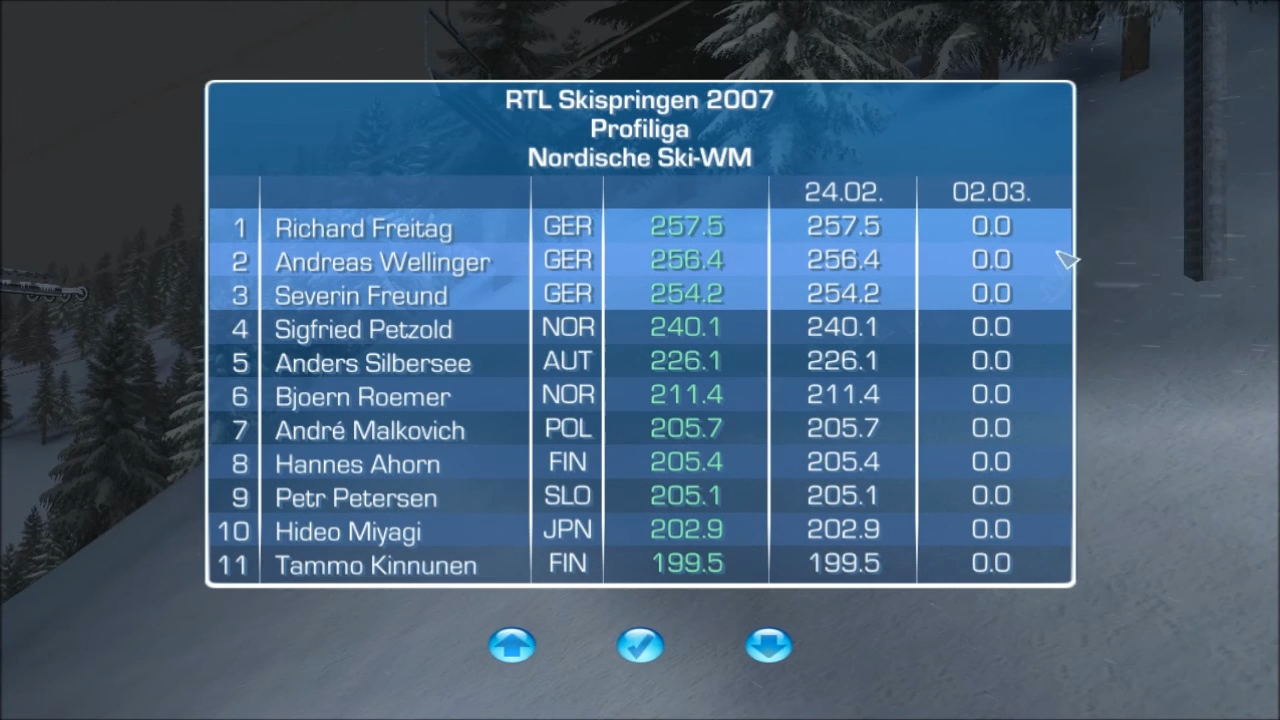 RTL Skispringen 2007
Profiliga
Nordische Ski-WM
24.02. 02.03.
1 Richard Freitag GER 257.5 257.5 0.0
2 Andreas Wellinger GER 256.4 256.4 0.0
3 Severin Freund GER 254.2 254.2 0.0
4 Sigfried Petzold NOR 240.1 240.1 0.0
5 Anders Silbersee AUT 226.1 226.1 0.0
6 Bjoern Roemer NOR 211.4 211.4 0.0
7 André Malkovich POL 205.7 205.7 0.0
8 Hannes Ahorn FIN 205.4 205.4 0.0
9 Petr Petersen SLO 205.1 205.1 0.0
10 Hideo Miyagi JPN 202.9 202.9 0.0
11 Tammo Kinnunen FIN 199.5 199.5 0.0